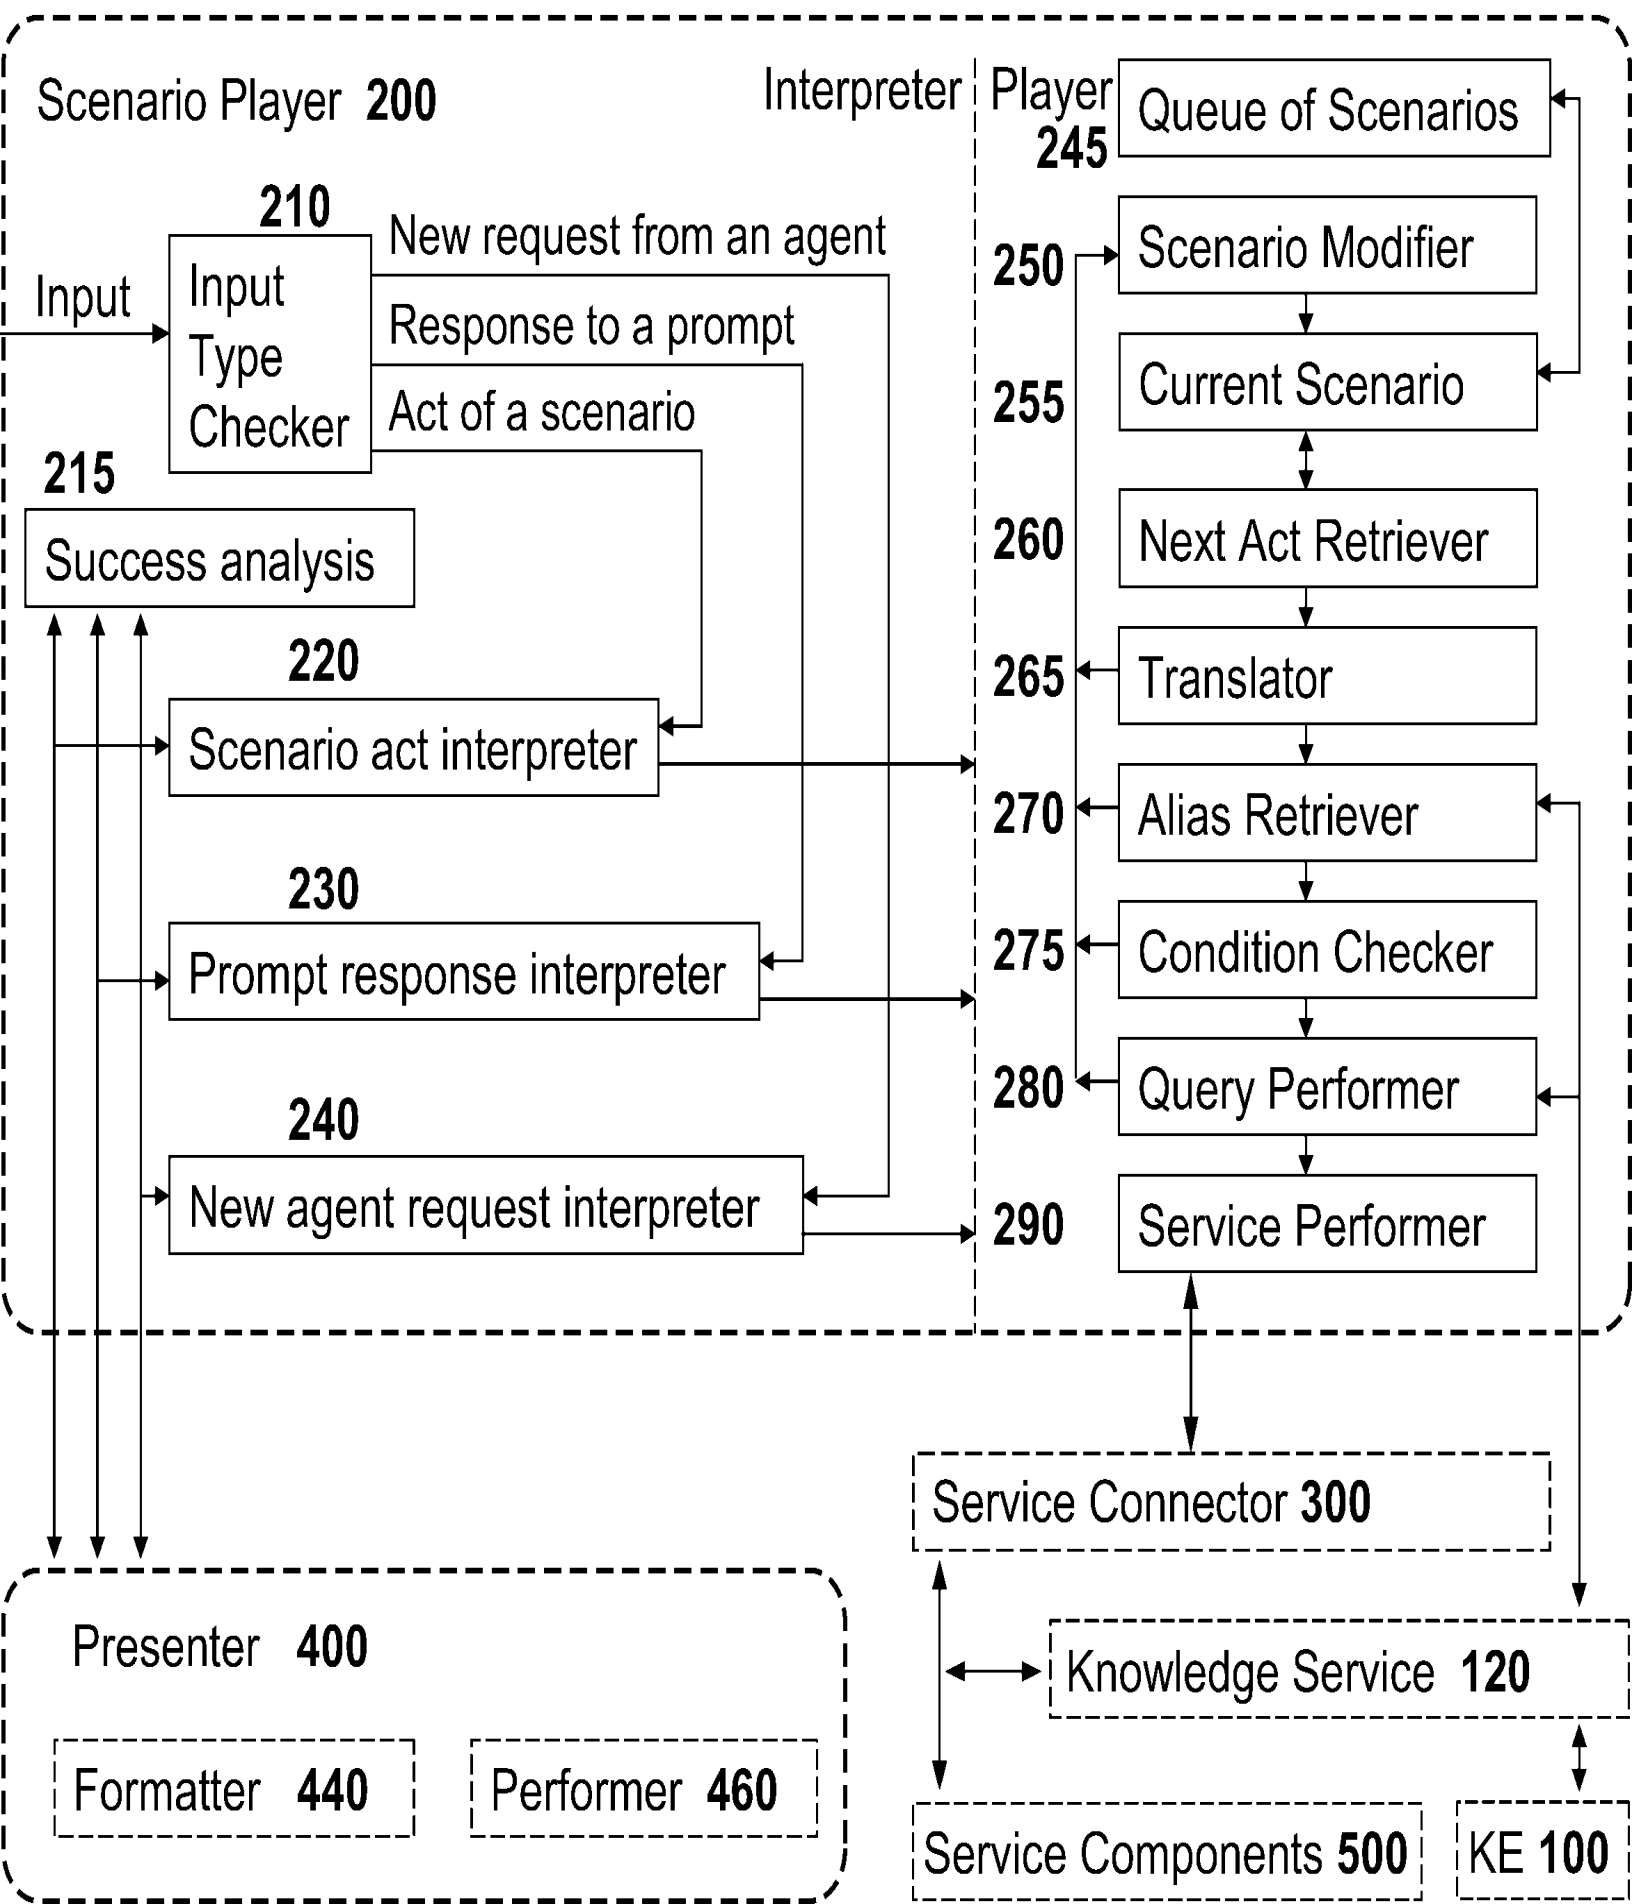 Scenario Player 200
Interpreter
Player
245
Queue of Scenarios
210
New request from an agent
Input
Input
Type
Checker
Response to a prompt
Act of a scenario
215
Success analysis
220
Scenario act interpreter
230
Prompt response interpreter
240
New agent request interpreter
250
Scenario Modifier
255
Current Scenario
260
Next Act Retriever
265
Translator
270
Alias Retriever
275
Condition Checker
280
Query Performer
290
Service Performer
Service Connector 300
Knowledge Service 120
Presenter 400
Formatter 440
Performer 460
Service Components 500
KE 100